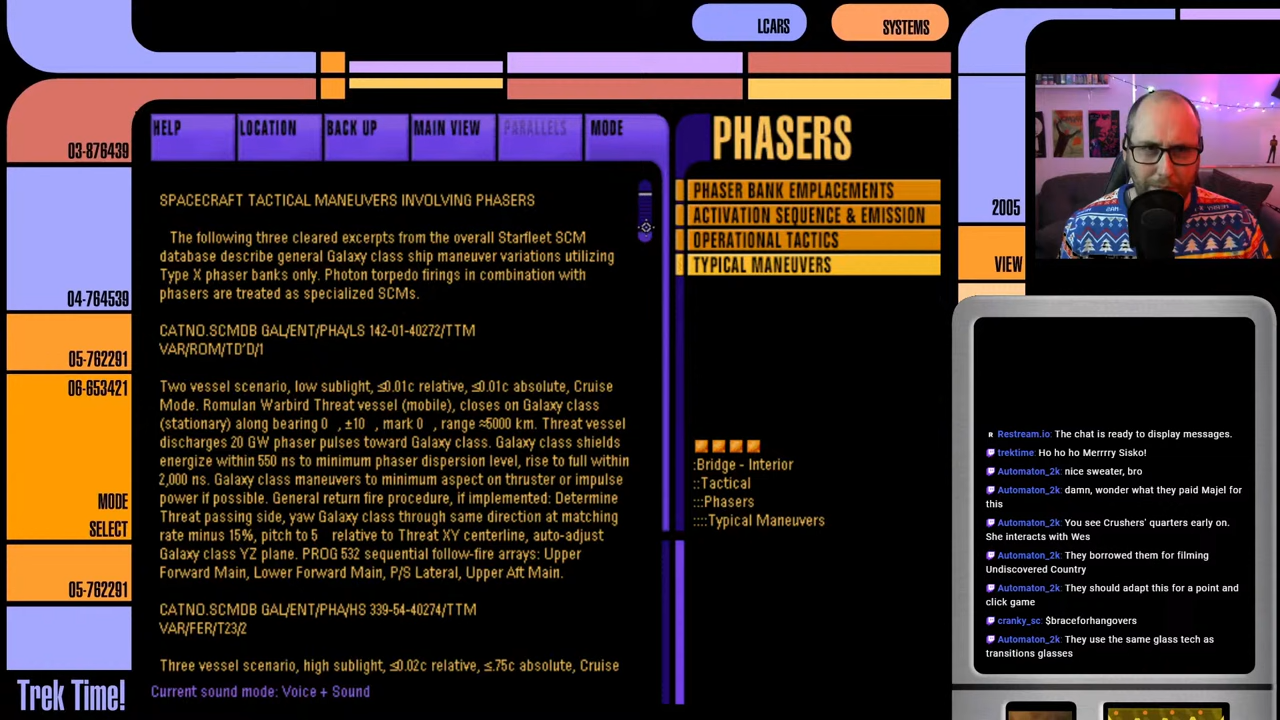 LCARS
SYSTEMS
03-876439
HELP
LOCATION
BACK UP
MAIN VIEW
PARALLELS
MODE
PHASERS
PHASER BANK EMPLACEMENTS
ACTIVATION SEQUENCE & EMISSION
OPERATIONAL TACTICS
TYPICAL MANEUVERS
2005
VIEW
04-764539
05-762291
06-653421
MODE
SELECT
05-762291
SPACECRAFT TACTICAL MANEUVERS INVOLVING PHASERS
The following three cleared excerpts from the overall Starfleet SCM
database describe general Galaxy class ship maneuver variations utilizing
Type X phaser banks only. Photon torpedo firings in combination with
phasers are treated as specialized SCMs.
CATNO.SCMDB GAL/ENT/PHA/LS 142-01-40272/TTM
VAR/ROM/TD'D/1
Two vessel scenario, low sublight, ≤0.01c relative, ≤0.01c absolute, Cruise
Mode. Romulan Warbird Threat vessel (mobile), closes on Galaxy class
(stationary) along bearing 0 , ±10 , mark 0 , range ≈5000 km. Threat vessel
discharges 20 GW phaser pulses toward Galaxy class. Galaxy class shields
energize within 550 ns to minimum phaser dispersion level, rise to full within
2,000 ns. Galaxy class maneuvers to minimum aspect on thruster or impulse
power if possible. General return fire procedure, if implemented: Determine
Threat passing side, yaw Galaxy class through same direction at matching
rate minus 15%, pitch to 5 relative to Threat XY centerline, auto-adjust
Galaxy class YZ plane. PROG 532 sequential follow-fire arrays: Upper
Forward Main, Lower Forward Main, P/S Lateral, Upper Aft Main.
CATNO.SCMDB GAL/ENT/PHA/HS 339-54-40274/TTM
VAR/FER/T23/2
Three vessel scenario, high sublight, ≤0.02c relative, ≤.75c absolute, Cruise
:Bridge - Interior
::Tactical
:::Phasers
::::Typical Maneuvers
Trek Time!
Current sound mode: Voice + Sound
Restream.io: The chat is ready to display messages.
trektime: Ho ho ho Merrrry Sisko!
Automaton_2k: nice sweater, bro
Automaton_2k: damn, wonder what they paid Majel for
this
Automaton_2k: You see Crushers' quarters early on.
She interacts with Wes
Automaton_2k: They borrowed them for filming
Undiscovered Country
Automaton_2k: They should adapt this for a point and
click game
cranky_sc: $braceforhangovers
Automaton_2k: They use the same glass tech as
transitions glasses